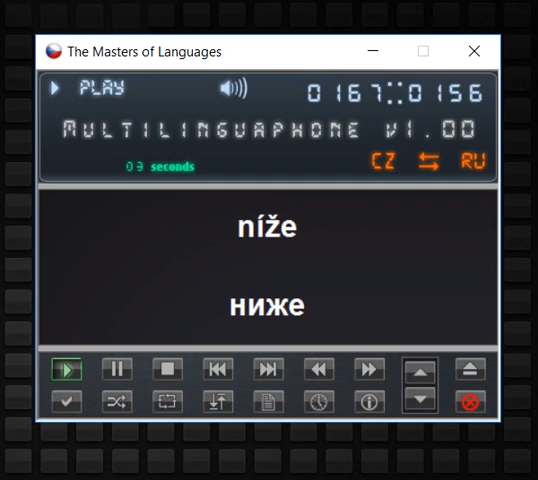 The Masters of Languages
PLAY 0167::0156
MULTILINGUAPHONE V1.00
03 seconds CZ RU
níže
ниже